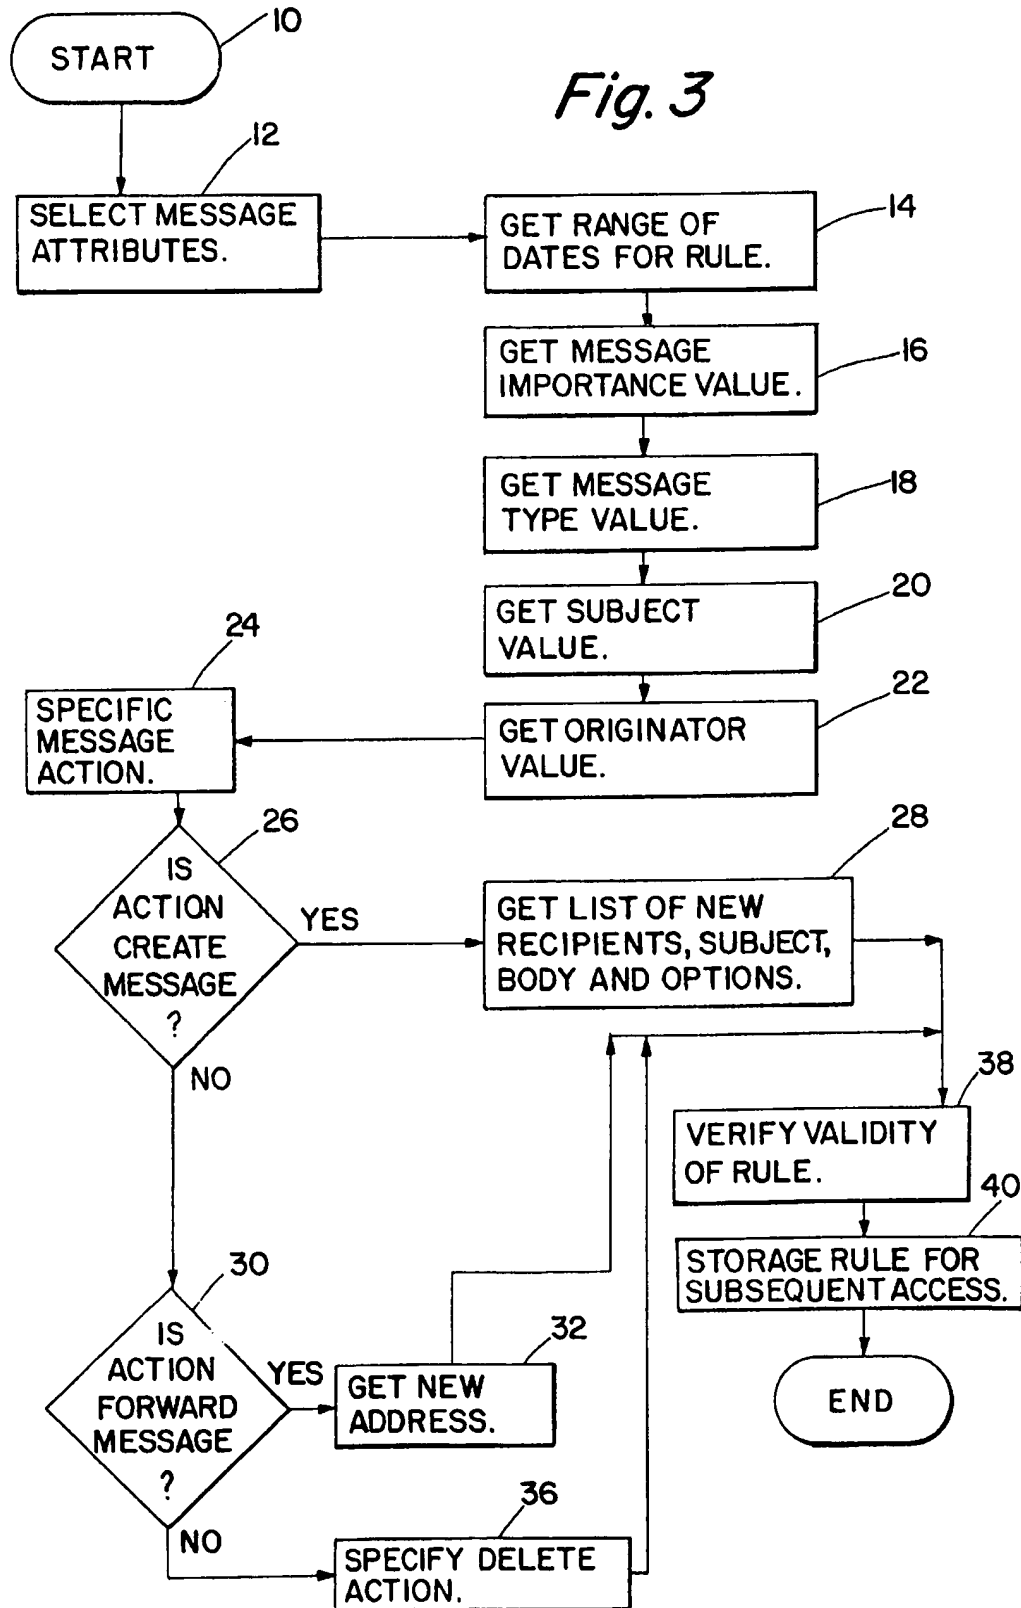 START
10
Fig. 3
12
SELECT MESSAGE
ATTRIBUTES.
14
GET RANGE OF
DATES FOR RULE.
16
GET MESSAGE
IMPORTANCE VALUE.
18
GET MESSAGE
TYPE VALUE.
20
GET SUBJECT
VALUE.
22
GET ORIGINATOR
VALUE.
24
SPECIFIC
MESSAGE
ACTION.
26
IS
ACTION
CREATE
MESSAGE
?
YES
NO
28
GET LIST OF NEW
RECIPIENTS, SUBJECT,
BODY AND OPTIONS.
30
IS
ACTION
FORWARD
MESSAGE
?
YES
NO
32
GET NEW
ADDRESS.
36
SPECIFY DELETE
ACTION.
38
VERIFY VALIDITY
OF RULE.
40
STORAGE RULE FOR
SUBSEQUENT ACCESS.
END